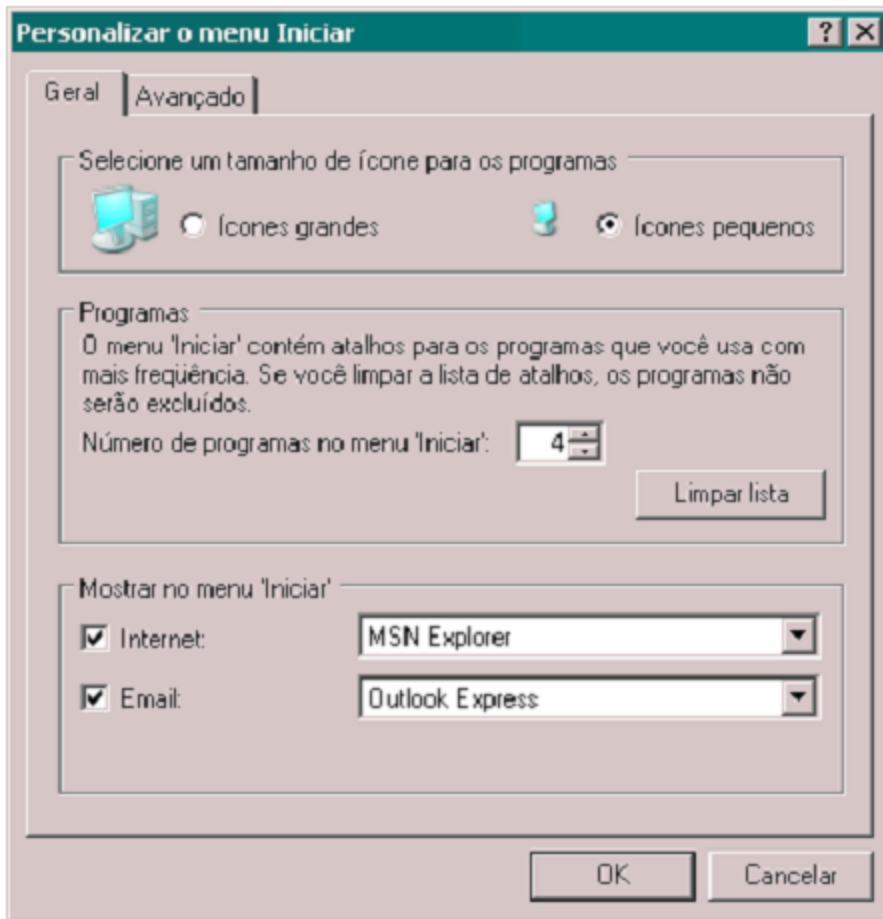 Personalizar o menu Iniciar
?
Geral
Avançado
Selecione um tamanho de ícone para os programas
Ícones grandes
Ícones pequenos
Programas
O menu 'Iniciar' contém atalhos para os programas que você usa com
mais freqüência. Se você limpar a lista de atalhos, os programas não
serão excluídos.
Número de programas no menu 'Iniciar': 4
Limpar lista
Mostrar no menu 'Iniciar'
Internet: MSN Explorer
Email: Outlook Express
OK
Cancelar